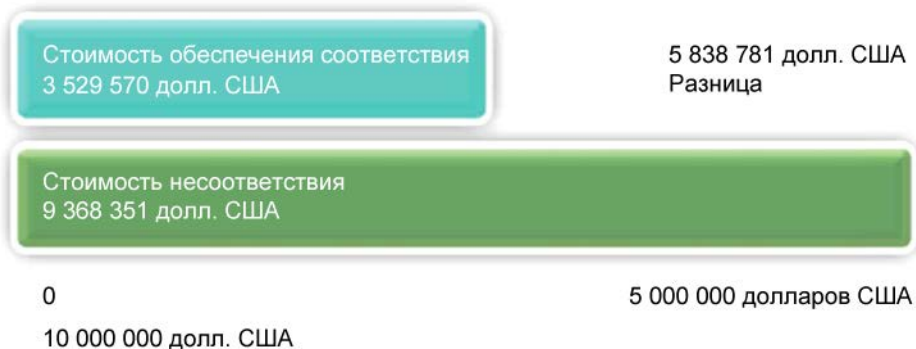 Стоимость обеспечения соответствия
3 529 570 долл. США
5 838 781 долл. США
Разница
Стоимость несоответствия
9 368 351 долл. США
0
5 000 000 долларов США
10 000 000 долл. США